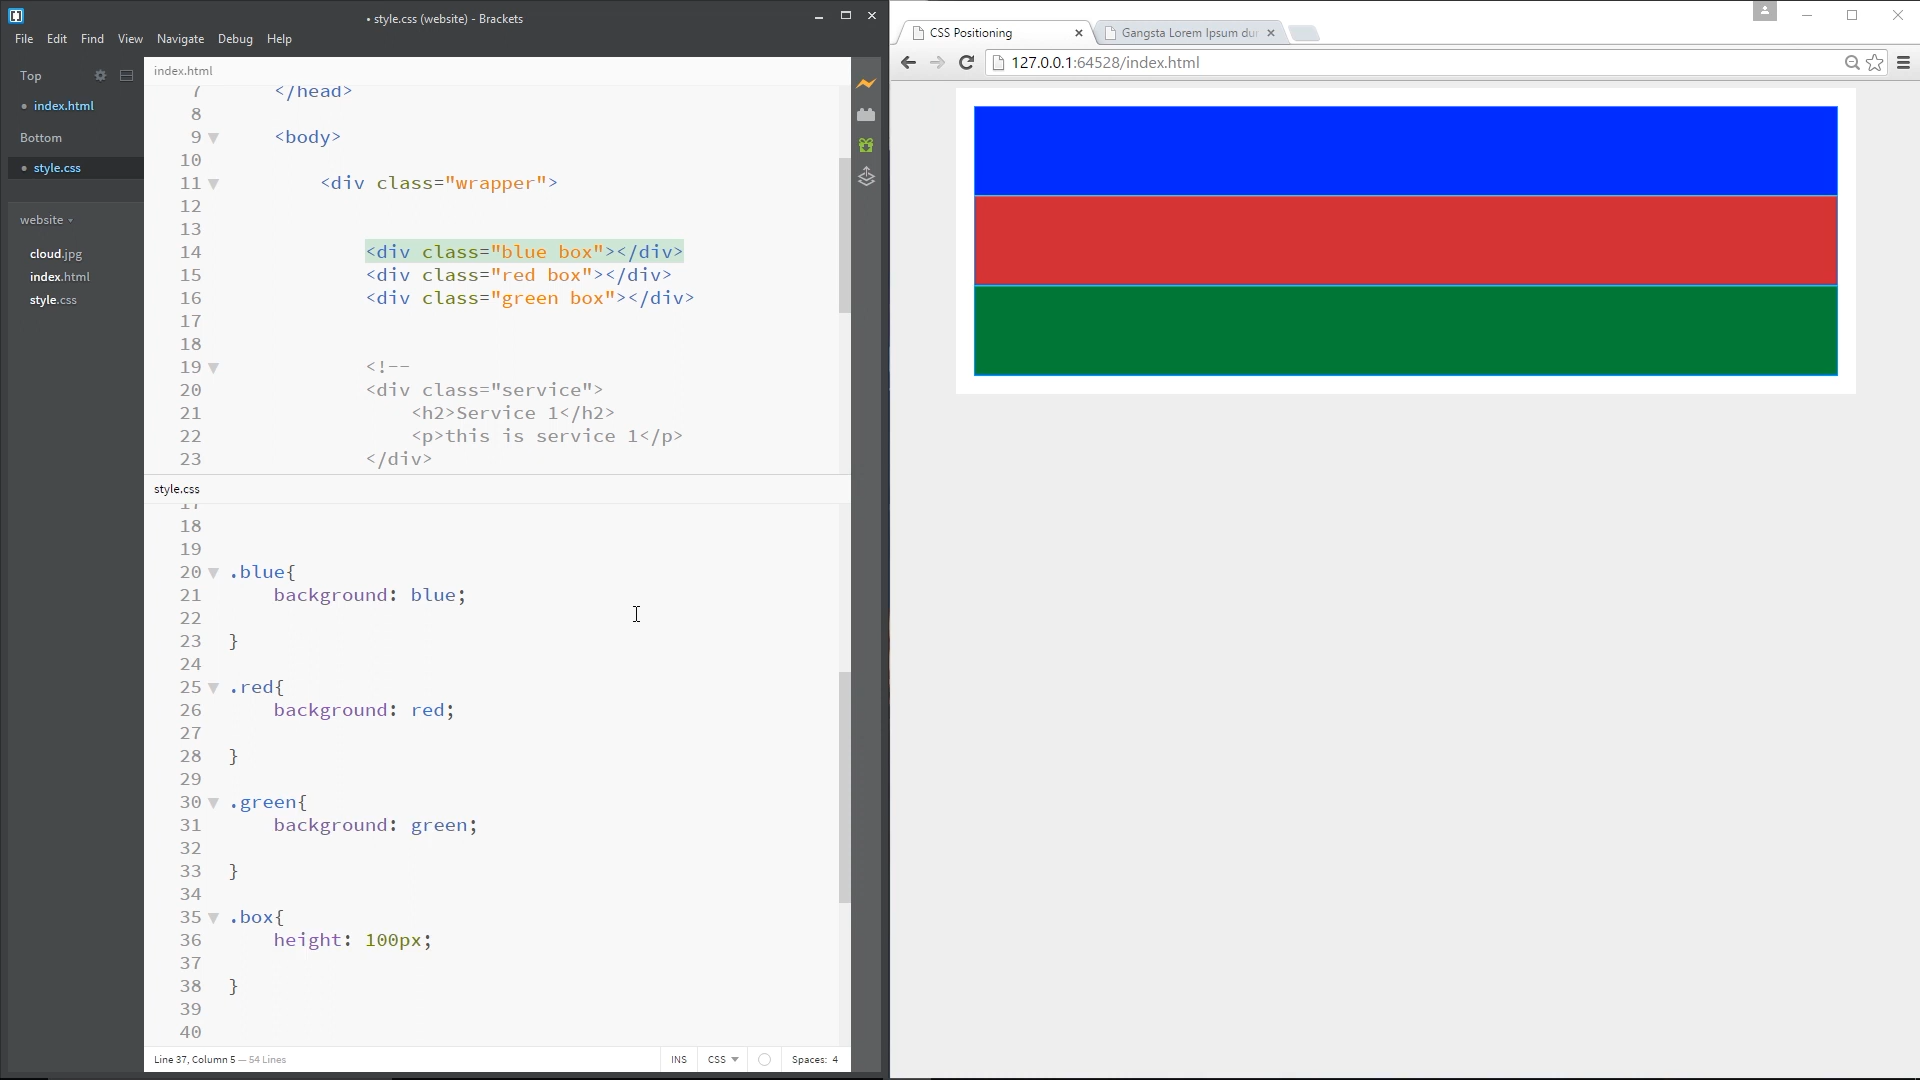 • style.css (website) - Brackets
File Edit Find View Navigate Debug Help
Top
• index.html
Bottom
• style.css
website
cloud.jpg
index.html
style.css
index.html
7 </head>
8
9 <body>
10
11 <div class="wrapper">
12
13
14 <div class="blue box"></div>
15 <div class="red box"></div>
16 <div class="green box"></div>
17
18
19 <!--
20 <div class="service">
21 <h2>Service 1</h2>
22 <p>this is service 1</p>
23 </div>
style.css
17
18
19
20 .blue{
21 background: blue;
22
23 }
24
25 .red{
26 background: red;
27
28 }
29
30 .green{
31 background: green;
32
33 }
34
35 .box{
36 height: 100px;
37
38 }
39
40
Line 37, Column 5 — 54 Lines
INS CSS Spaces: 4
CSS Positioning
Gangsta Lorem Ipsum
127.0.0.1:64528/index.html